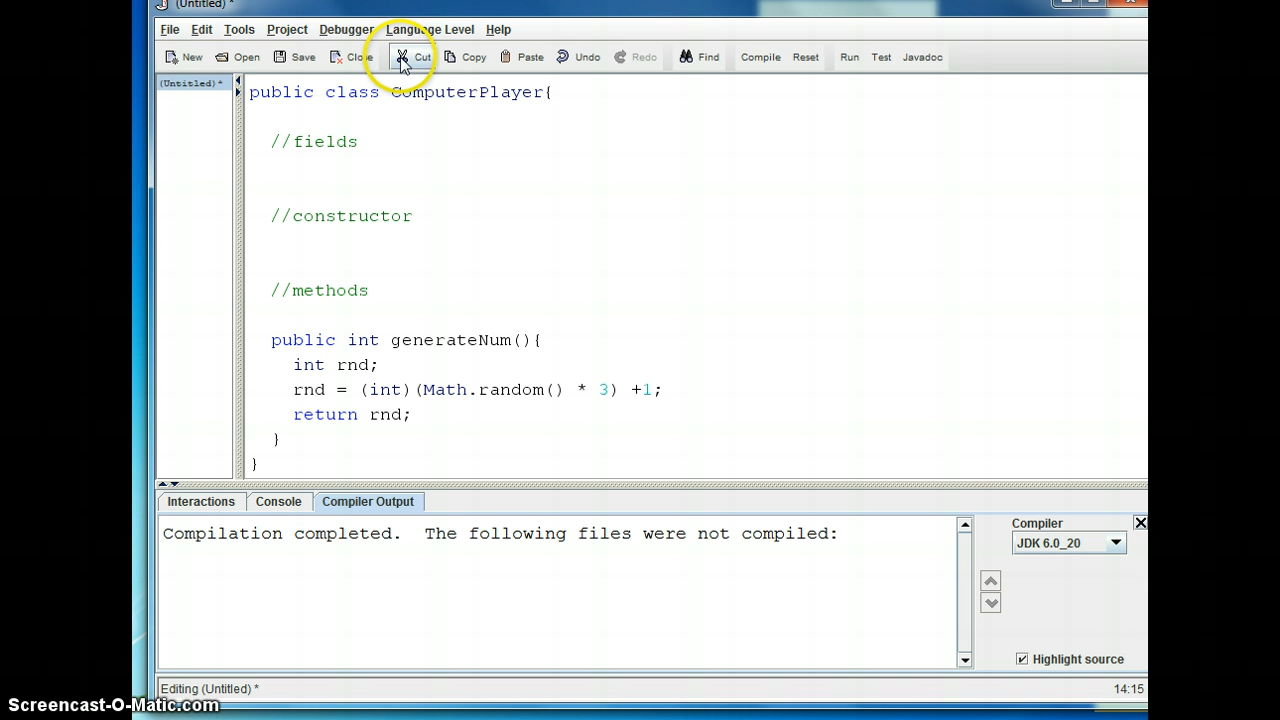 (Untitled) *
File Edit Tools Project Debugger Language Level Help
New Open Save Close Cut Copy Paste Undo Redo Find Compile Reset Run Test Javadoc
(Untitled) *
public class ComputerPlayer{
//fields
//constructor
//methods
public int generateNum(){
int rnd;
rnd = (int)(Math.random() * 3) +1;
return rnd;
}
}
Interactions Console Compiler Output
Compilation completed. The following files were not compiled:
Compiler
JDK 6.0_20
Highlight source
Editing (Untitled) *
14:15
Screencast-O-Matic.com